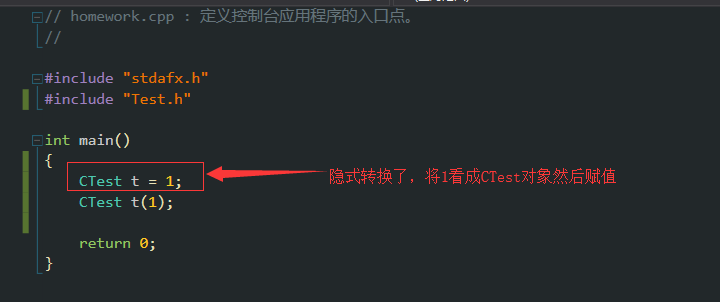 // homework.cpp : 定义控制台应用程序的入口点。
//
#include "stdafx.h"
#include "Test.h"
int main()
{
CTest t = 1;
隐式转换了，将1看成CTest对象然后赋值
CTest t(1);
return 0;
}